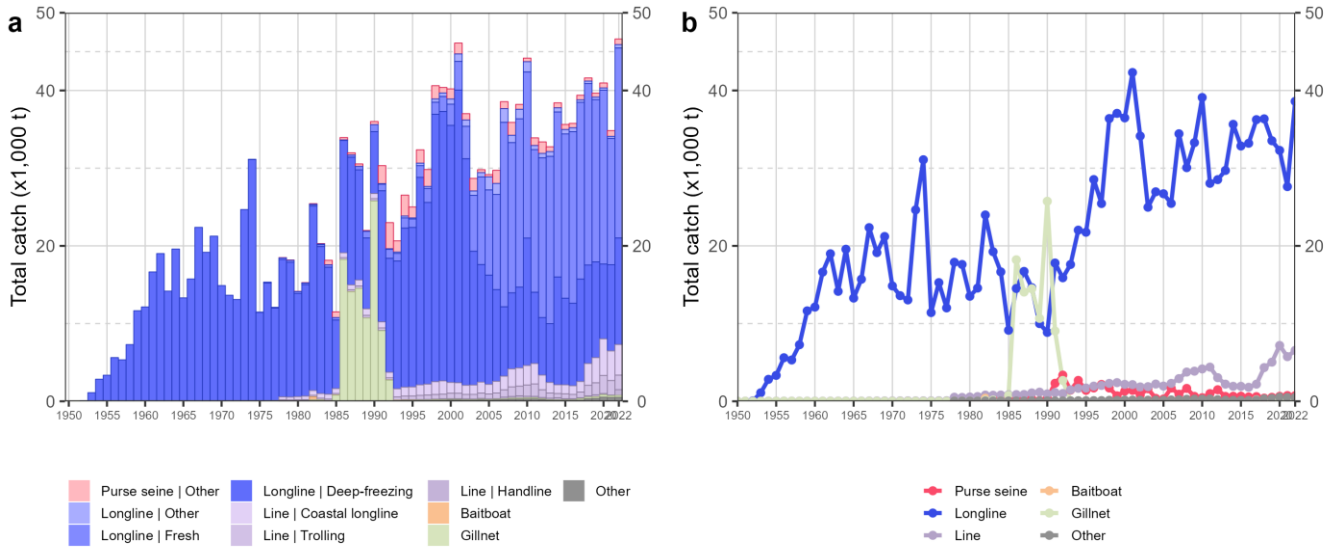 a
50
40
20
0
Total catch (x1,000 t)
50
40
20
0
1950 1955 1960 1965 1970 1975 1980 1985 1990 1995 2000 2005 2010 2015 2020 2022
Purse seine | Other
Longline | Other
Longline | Fresh
Longline | Deep-freezing
Line | Coastal longline
Line | Trolling
Line | Handline
Baitboat
Gillnet
Other
b
50
40
20
0
Total catch (x1,000 t)
50
40
20
0
1950 1955 1960 1965 1970 1975 1980 1985 1990 1995 2000 2005 2010 2015 2020 2022
Purse seine
Longline
Line
Baitboat
Gillnet
Other